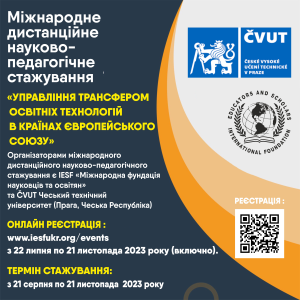 Міжнародне
дистанційне
науково-
педагогічне
стажування
«УПРАВЛІННЯ ТРАНСФЕРОМ
ОСВІТНІХ ТЕХНОЛОГІЙ
В КРАЇНАХ ЄВРОПЕЙСЬКОГО
СОЮЗУ»
Організаторами міжнародного
дистанційного науково-педагогічного
стажування є IESF «Міжнародна фундація
науковців та освітян»
та ČVUT Чеський технічний
університет (Прага, Чеська Республіка)
ОНЛАЙН РЕЄСТРАЦІЯ :
www.iesfukr.org/events
з 22 липня по 21 листопада 2023 року (включно).
ТЕРМІН СТАЖУВАННЯ:
з 21 серпня по 21 листопада 2023 року
ČVUT
ČESKÉ VYSOKÉ
UČENÍ TECHNICKÉ
V PRAZE
EDUCATORS AND SCHOLARS
INTERNATIONAL FOUNDATION
РЕЄСТРАЦІЯ :